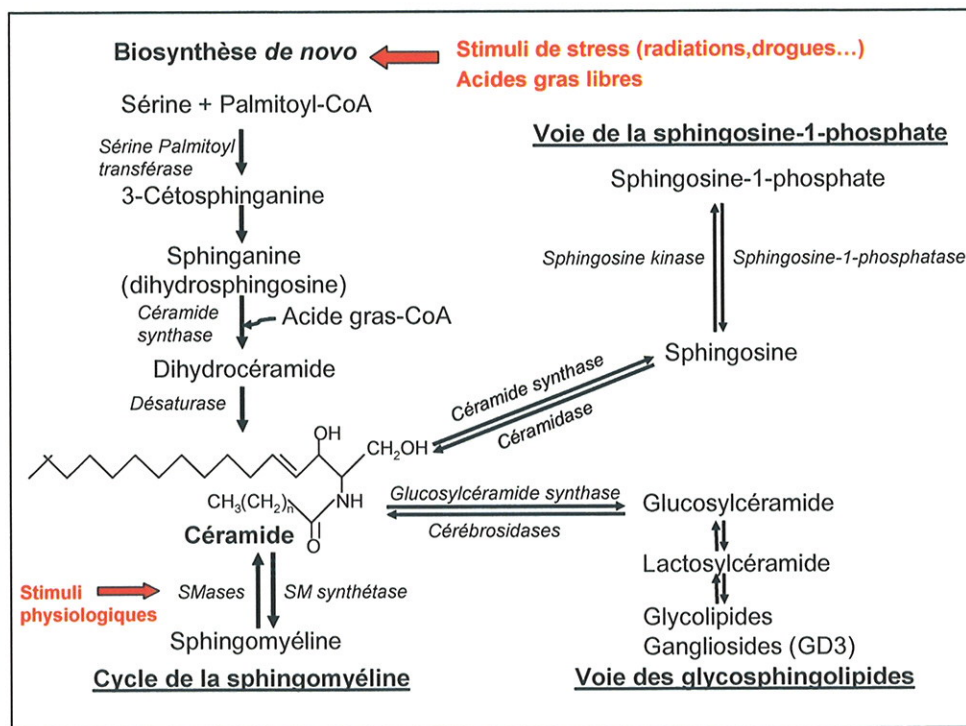 Biosynthèse de novo
Stimuli de stress (radiations,drogues…)
Acides gras libres
Sérine + Palmitoyl-CoA
Sérine Palmitoyl
transférase
3-Cétosphinganine
Sphinganine
(dihydrosphingosine)
Céramide
synthase
Acide gras-CoA
Dihydrocéramide
Désaturase
Voie de la sphingosine-1-phosphate
Sphingosine-1-phosphate
Sphingosine kinase
Sphingosine-1-phosphatase
Sphingosine
Céramide synthase
Céramidase
OH
CH2OH
CH3(CH2)n
NH
O
Céramide
Glucosylcéramide synthase
Cérébrosidases
Glucosylcéramide
Lactosylcéramide
Glycolipides
Gangliosides (GD3)
Voie des glycosphingolipides
Stimuli
physiologiques
SMases
SM synthétase
Sphingomyéline
Cycle de la sphingomyéline